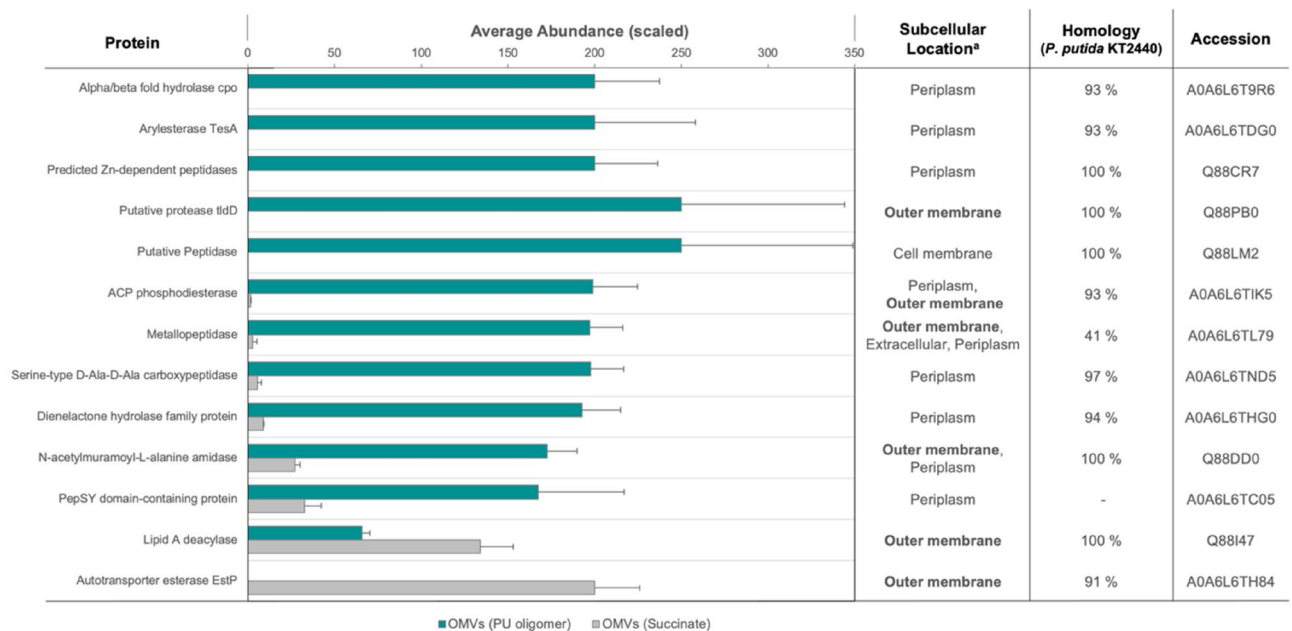 Protein
Average Abundance (scaled)
0 50 100 150 200 250 300 350
Subcellular
Locationᵃ
Homology
(P. putida KT2440)
Accession
Alpha/beta fold hydrolase cpo Periplasm 93 % A0A6L6T9R6
Arylesterase TesA Periplasm 93 % A0A6L6TDG0
Predicted Zn-dependent peptidases Periplasm 100 % Q88CR7
Putative protease tldD Outer membrane 100 % Q88PB0
Putative Peptidase Cell membrane 100 % Q88LM2
ACP phosphodiesterase Periplasm, 93 % A0A6L6TIK5
Outer membrane
Metallopeptidase Outer membrane, 41 % A0A6L6TL79
Extracellular, Periplasm
Serine-type D-Ala-D-Ala carboxypeptidase Periplasm 97 % A0A6L6TND5
Dienelactone hydrolase family protein Periplasm 94 % A0A6L6THG0
N-acetylmuramoyl-L-alanine amidase Outer membrane, 100 % Q88DD0
Periplasm
PepSY domain-containing protein Periplasm - A0A6L6TC05
Lipid A deacylase Outer membrane 100 % Q88I47
Autotransporter esterase EstP Outer membrane 91 % A0A6L6TH84
OMVs (PU oligomer) OMVs (Succinate)